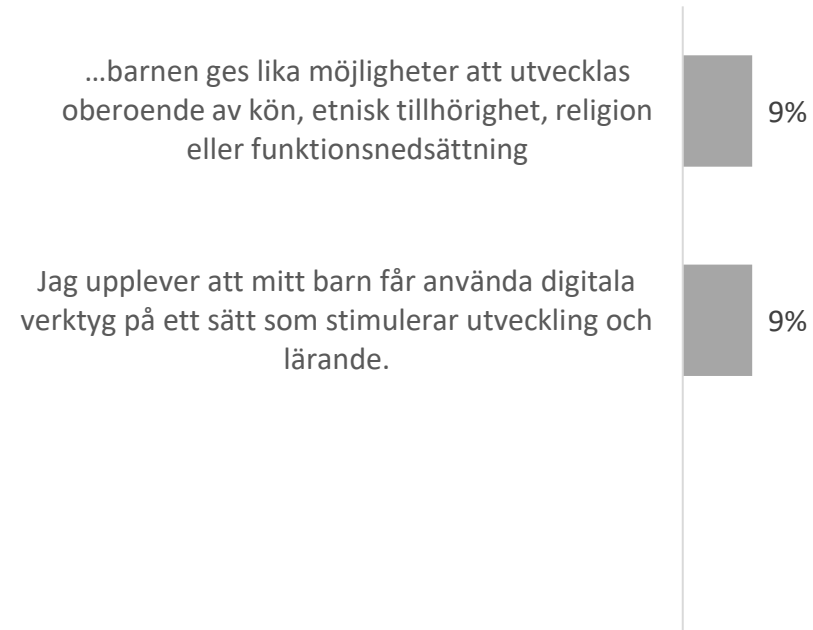 …barnen ges lika möjligheter att utvecklas
oberoende av kön, etnisk tillhörighet, religion
eller funktionsnedsättning
9%
Jag upplever att mitt barn får använda digitala
verktyg på ett sätt som stimulerar utveckling och
lärande.
9%